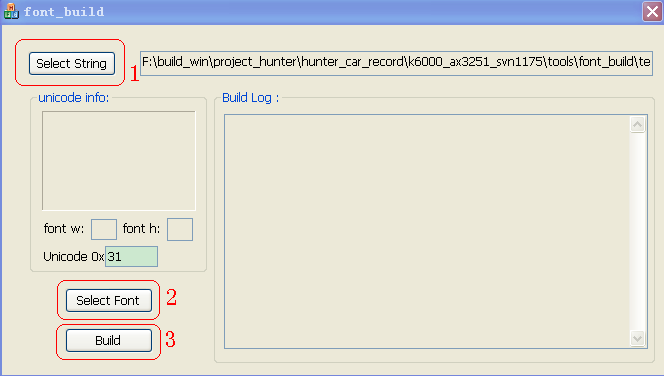 font_build
Select String
1
F:\build_win\project_hunter\hunter_car_record\k6000_ax3251_svn1175\tools\font_build\te
unicode info:
Build Log :
font w:
font h:
Unicode 0x 31
Select Font
2
Build
3